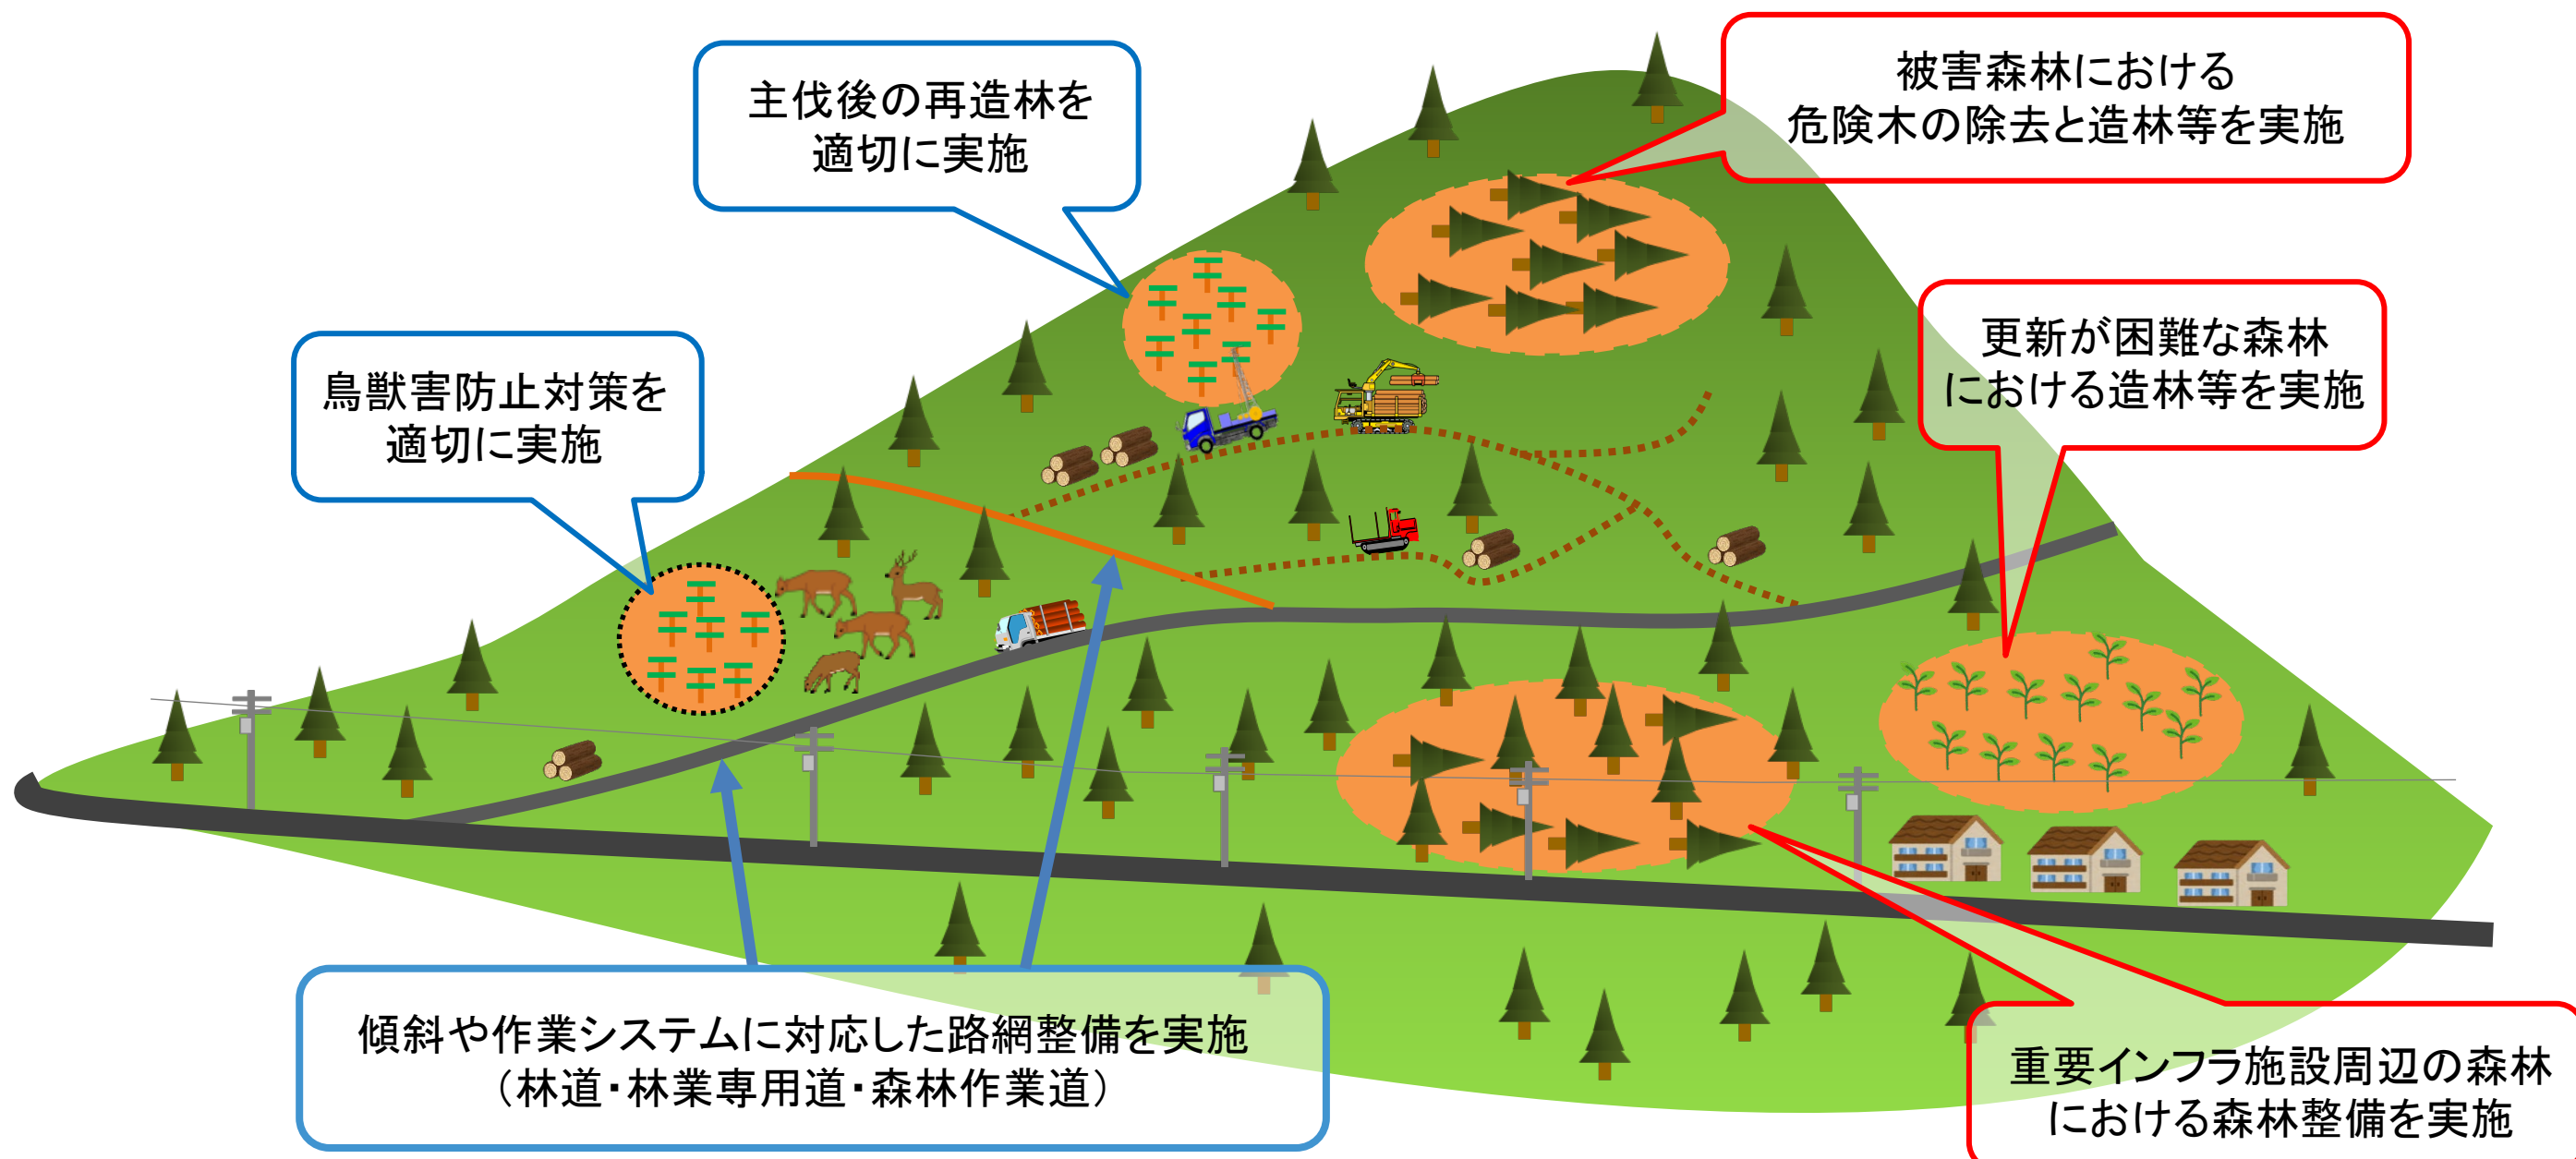 主伐後の再造林を
適切に実施
被害森林における
危険木の除去と造林等を実施
鳥獣害防止対策を
適切に実施
更新が困難な森林
における造林等を実施
傾斜や作業システムに対応した路網整備を実施
（林道・林業専用道・森林作業道）
重要インフラ施設周辺の森林
における森林整備を実施